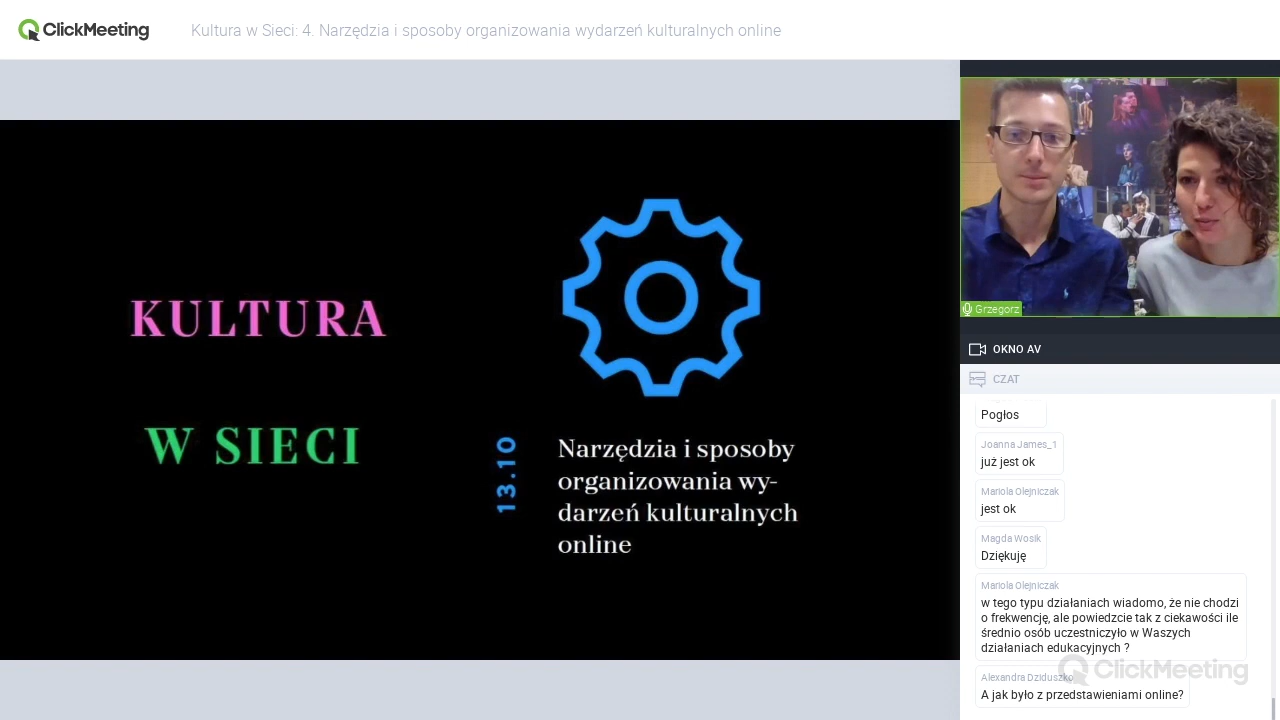 ClickMeeting
Kultura w Sieci: 4. Narzędzia i sposoby organizowania wydarzeń kulturalnych online
KULTURA
W SIECI
13.10
Narzędzia i sposoby
organizowania wy-
darzeń kulturalnych
online
Grzegorz
OKNO AV
CZAT
Pogłos
Joanna James_1
już jest ok
Mariola Olejniczak
jest ok
Magda Wosik
Dziękuję
Mariola Olejniczak
w tego typu działaniach wiadomo, że nie chodzi
o frekwencję, ale powiedzcie tak z ciekawości ile
średnio osób uczestniczyło w Waszych
działaniach edukacyjnych ?
ClickMeeting
Alexandra Dziduszko
A jak było z przedstawieniami online?